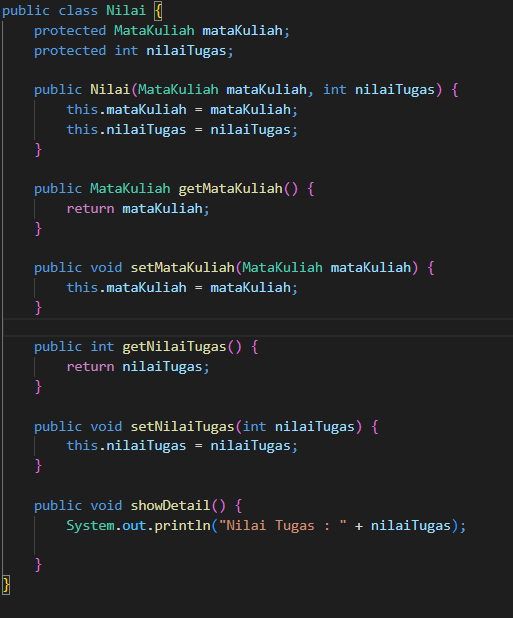 public class Nilai {
    protected MataKuliah mataKuliah;
    protected int nilaiTugas;

    public Nilai(MataKuliah mataKuliah, int nilaiTugas) {
        this.mataKuliah = mataKuliah;
        this.nilaiTugas = nilaiTugas;
    }

    public MataKuliah getMataKuliah() {
        return mataKuliah;
    }

    public void setMataKuliah(MataKuliah mataKuliah) {
        this.mataKuliah = mataKuliah;
    }

    public int getNilaiTugas() {
        return nilaiTugas;
    }

    public void setNilaiTugas(int nilaiTugas) {
        this.nilaiTugas = nilaiTugas;
    }

    public void showDetail() {
        System.out.println("Nilai Tugas : " + nilaiTugas);

    }
}